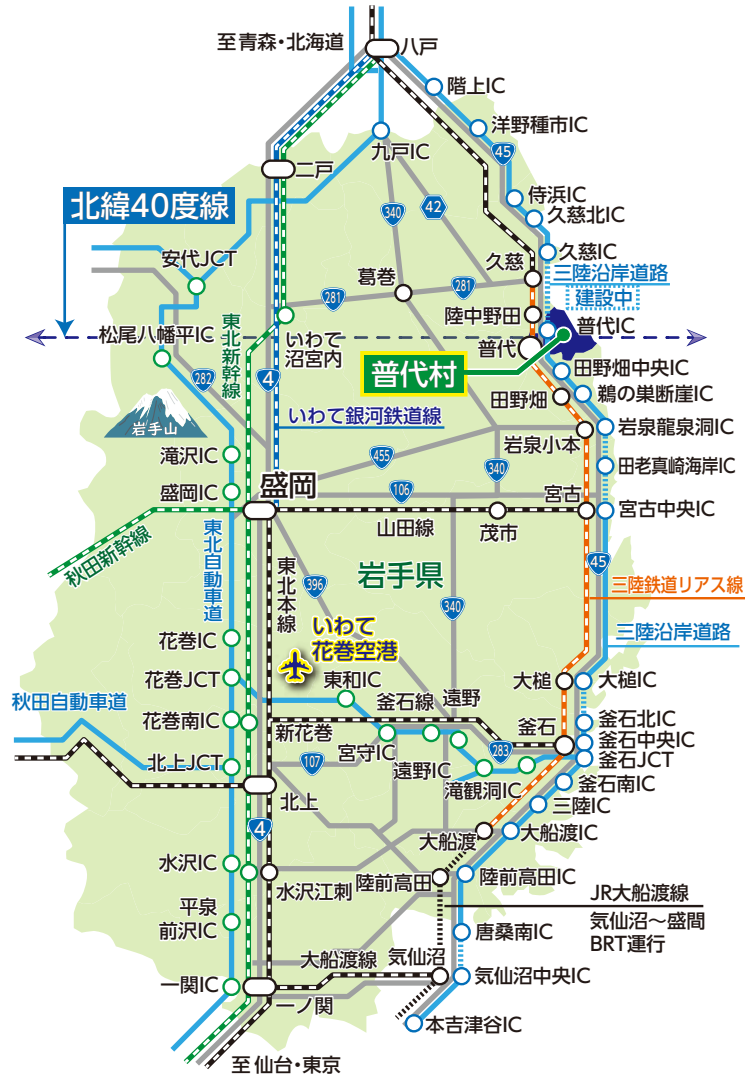 至青森・北海道
八戸
階上IC
洋野種市IC
45
九戸IC
二戸
侍浜IC
久慈北IC
340
42
北緯40度線
安代JCT
久慈
久慈IC
三陸沿岸道路
建設中
葛巻
281
281
陸中野田
普代IC
松尾八幡平IC
東北新幹線
いわて
沼宮内
普代
普代村
田野畑中央IC
282
4
田野畑
鵜の巣断崖IC
岩手山
いわて銀河鉄道線
岩泉小本
岩泉龍泉洞IC
滝沢IC
455
340
田老真崎海岸IC
盛岡IC
盛岡
106
宮古
宮古中央IC
山田線
茂市
秋田新幹線
東北自動車道
東北本線
岩手県
45
396
340
三陸鉄道リアス線
いわて
花巻空港
三陸沿岸道路
花巻IC
花巻JCT
東和IC
大槌
大槌IC
秋田自動車道
釜石線
遠野
花巻南IC
新花巻
釜石
釜石北IC
釜石中央IC
釜石JCT
宮守IC
283
北上JCT
107
遠野IC
滝観洞IC
釜石南IC
北上
三陸IC
4
大船渡
大船渡IC
水沢IC
水沢江刺
陸前高田
陸前高田IC
JR大船渡線
気仙沼〜盛間
BRT運行
平泉
前沢IC
唐桑南IC
大船渡線
気仙沼
気仙沼中央IC
一関IC
一ノ関
本吉津谷IC
至仙台・東京